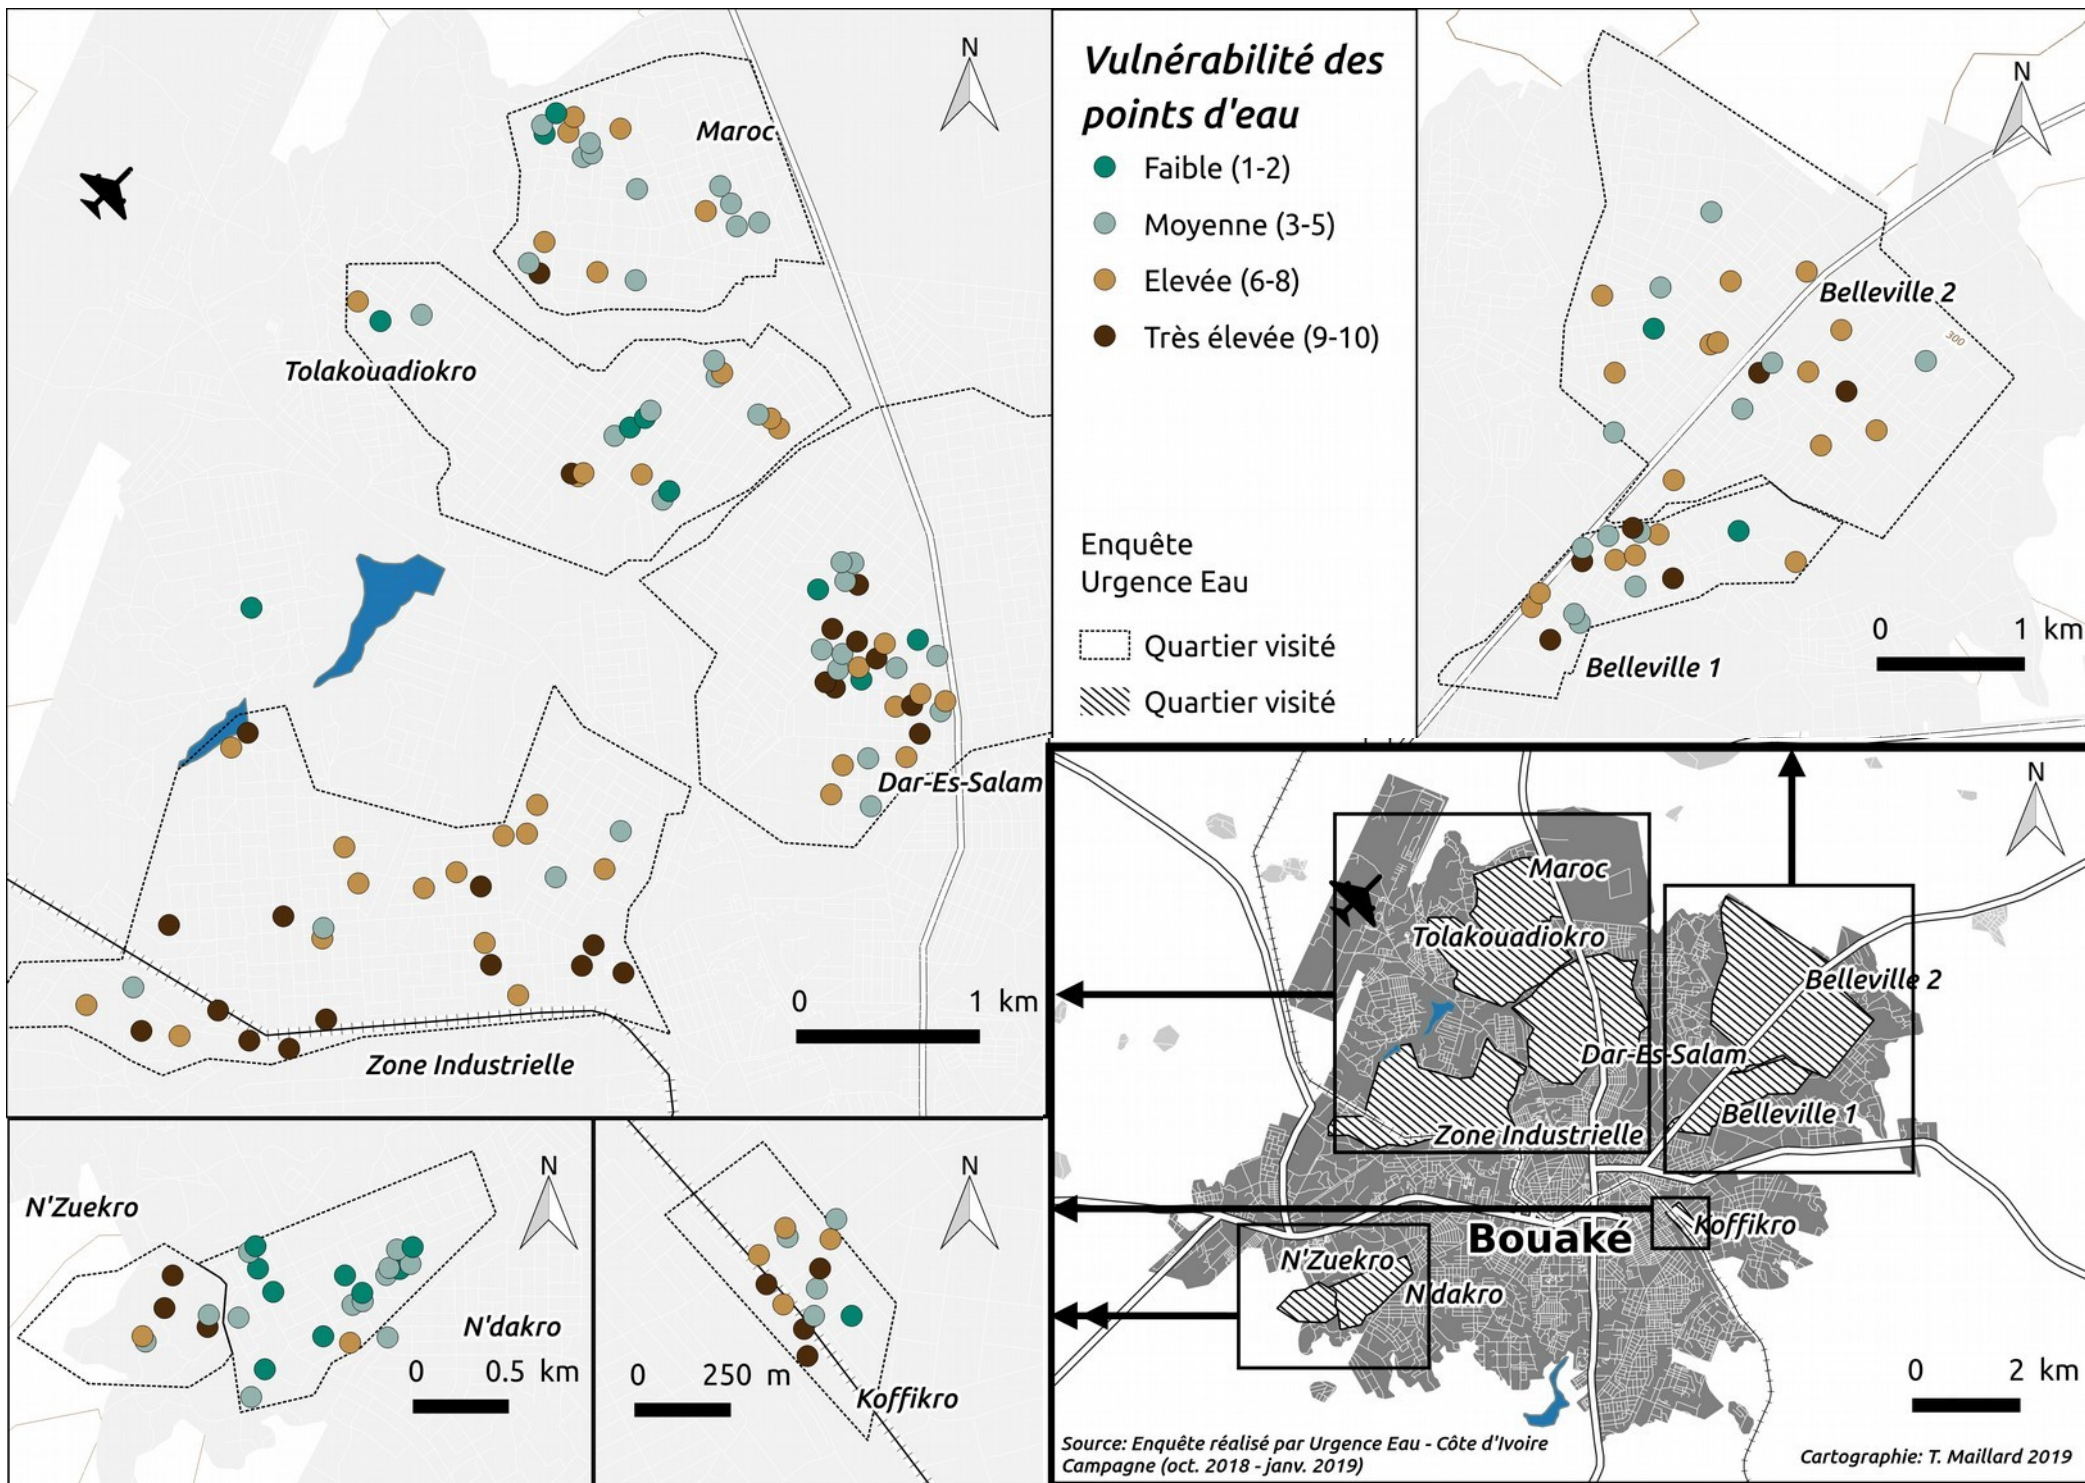 N
Maroc
Tolakouadiokro
Dar-Es-Salam
0 1 km
Zone Industrielle
Vulnérabilité des
points d'eau
Faible (1-2)
Moyenne (3-5)
Elevée (6-8)
Très élevée (9-10)
Enquête
Urgence Eau
Quartier visité
Quartier visité
N
Belleville 2
300
0 1 km
Belleville 1
N'Zuekro
N
N'dakro
0 0.5 km
N
0 250 m
Koffikro
N
Maroc
Tolakouadiokro
Belleville 2
Dar-Es-Salam
Belleville 1
Zone Industrielle
Koffikro
Bouaké
N'Zuekro
N'dakro
0 2 km
Source: Enquête réalisé par Urgence Eau - Côte d'Ivoire
Campagne (oct. 2018 - janv. 2019)
Cartographie: T. Maillard 2019